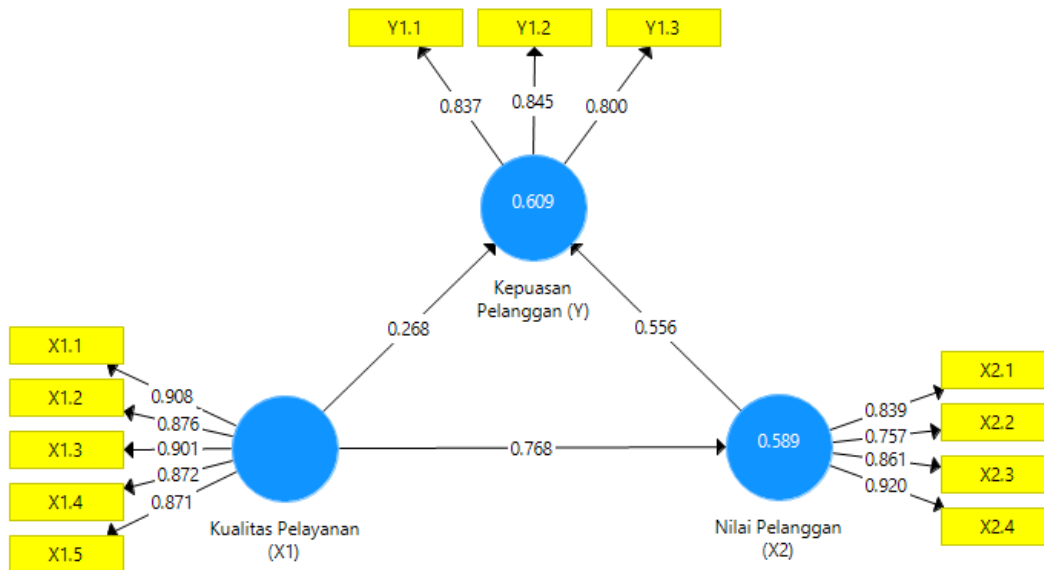 Y1.1
Y1.2
Y1.3
0.837
0.845
0.800
0.609
Kepuasan
Pelanggan (Y)
0.268
0.556
X1.1
X1.2
X1.3
X1.4
X1.5
0.908
0.876
0.901
0.872
0.871
Kualitas Pelayanan
(X1)
0.768
0.589
Nilai Pelanggan
(X2)
0.839
0.757
0.861
0.920
X2.1
X2.2
X2.3
X2.4